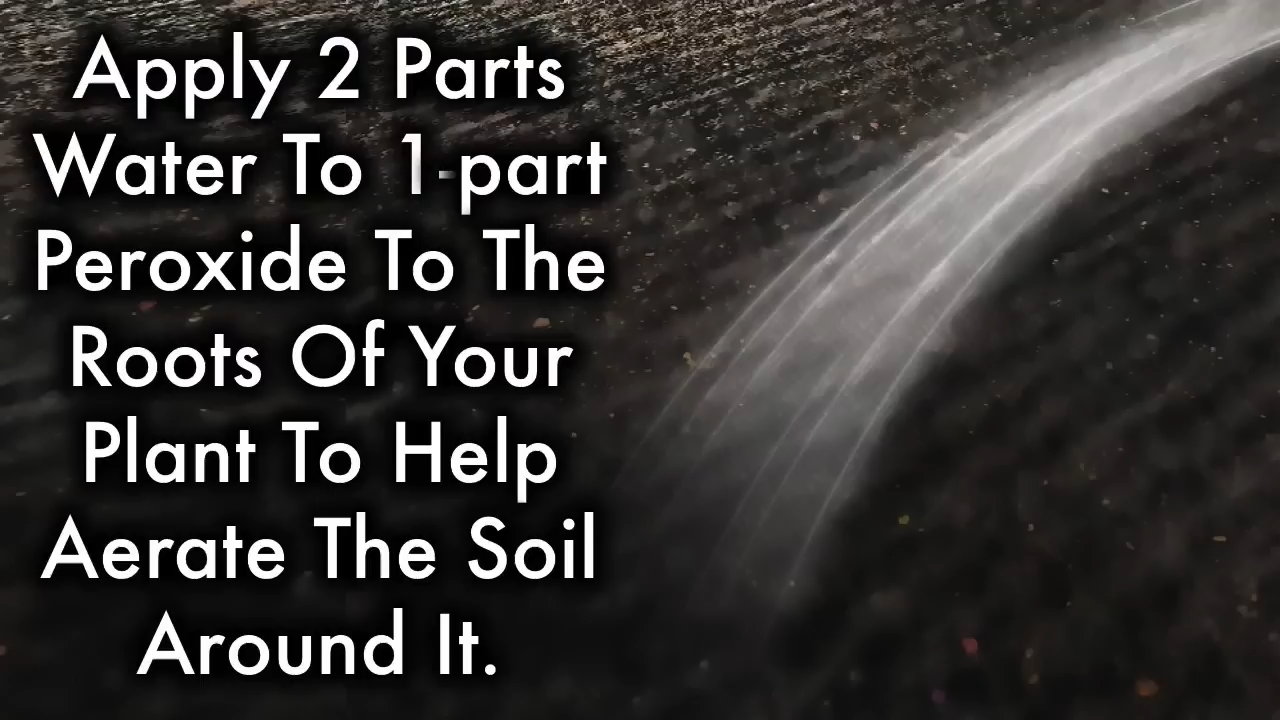 Apply 2 Parts
Water To 1-part
Peroxide To The
Roots Of Your
Plant To Help
Aerate The Soil
Around It.